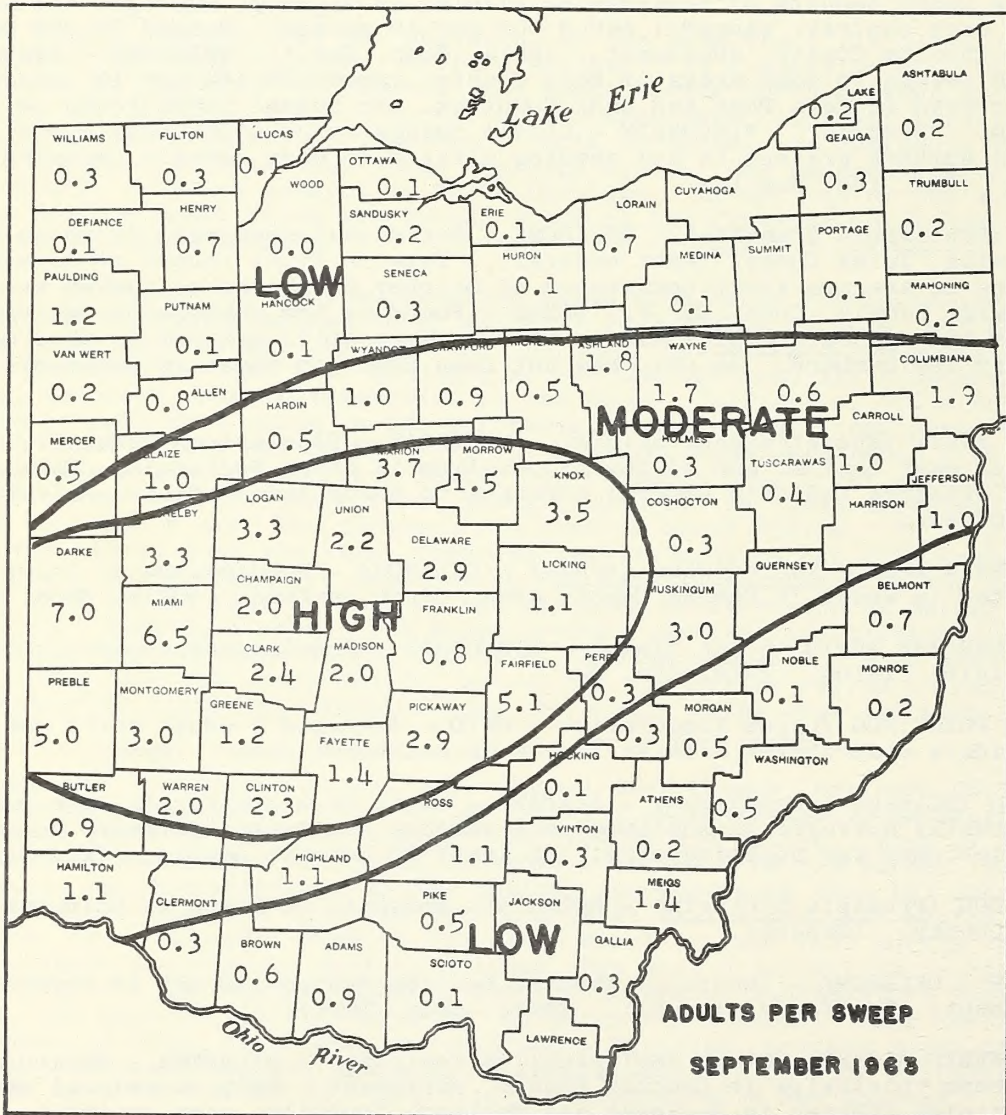 Lake Erie
WILLIAMS
0.3
FULTON
0.3
LUCAS
0.1
WOOD
0.0
OTTAWA
0.1
LAKE
0.2
ASHTABULA
0.2
GEAUGA
0.3
CUYAHOGA
TRUMBULL
0.2
DEFIANCE
0.1
HENRY
0.7
SANDUSKY
0.2
ERIE
0.1
LORAIN
0.7
MEDINA
0.1
SUMMIT
PORTAGE
0.1
MAHONING
0.2
PAULDING
1.2
PUTNAM
0.1
LOW
HANCOCK
0.1
SENECA
0.3
HURON
0.1
VAN WERT
0.2
ALLEN
0.8
HARDIN
0.5
WYANDOT
1.0
CRAWFORD
0.9
RICHLAND
0.5
ASHLAND
1.8
WAYNE
1.7
0.6
COLUMBIANA
1.9
MODERATE
CARROLL
1.0
MERCER
0.5
GLAIZE
1.0
MARION
3.7
MORROW
1.5
KNOX
3.5
HOLMES
0.3
TUSCARAWAS
0.4
HARRISON
JEFFERSON
1.0
SHELBY
3.3
LOGAN
3.3
UNION
2.2
DELAWARE
2.9
LICKING
1.1
COSHOCTON
0.3
GUERNSEY
BELMONT
0.7
DARKE
7.0
MIAMI
6.5
CHAMPAIGN
2.0
HIGH
FRANKLIN
0.8
MUSKINGUM
3.0
CLARK
2.4
MADISON
2.0
FAIRFIELD
5.1
PERRY
0.3
NOBLE
0.1
MONROE
0.2
PREBLE
5.0
MONTGOMERY
3.0
GREENE
1.2
FAYETTE
1.4
PICKAWAY
2.9
0.3
MORGAN
0.5
WASHINGTON
0.5
BUTLER
0.9
WARREN
2.0
CLINTON
2.3
ROSS
1.1
HOCKING
0.1
ATHENS
0.2
HAMILTON
1.1
CLERMONT
0.3
HIGHLAND
1.1
PIKE
0.5
VINTON
0.3
JACKSON
MEIGS
1.4
BROWN
0.6
ADAMS
0.9
SCIOTO
0.1
LOW
GALLIA
0.3
LAWRENCE
Ohio River
ADULTS PER SWEEP
SEPTEMBER 1963